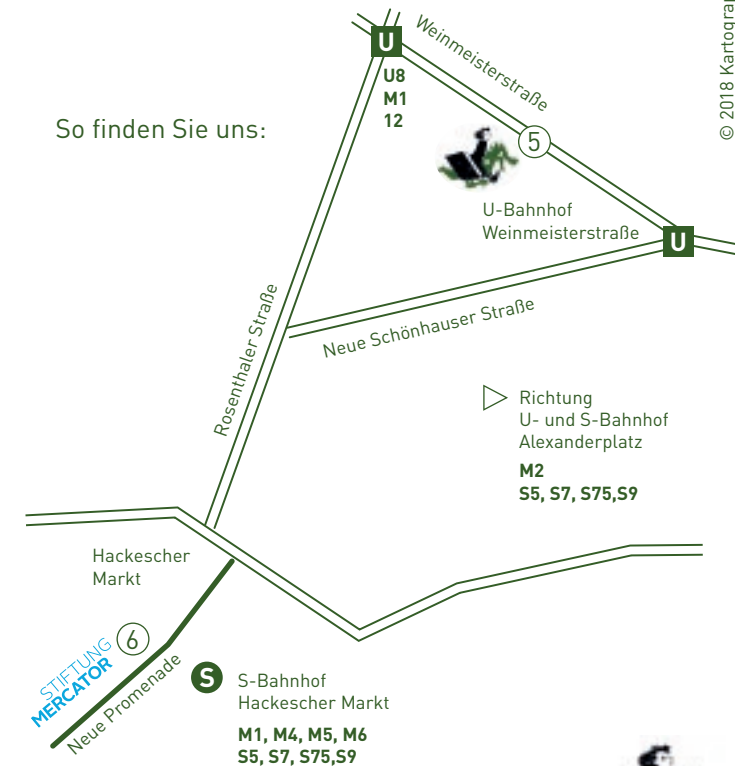 Weinmeisterstraße
© 2018 Kartogra
U
U8
M1
12
So finden Sie uns:
5
U-Bahnhof
Weinmeisterstraße
U
Rosenthaler Straße
Neue Schönhauser Straße
Richtung
U- und S-Bahnhof
Alexanderplatz
M2
S5, S7, S75,S9
Hackescher
Markt
6
STIFTUNG
MERCATOR
Neue Promenade
S
S-Bahnhof
Hackescher Markt
M1, M4, M5, M6
S5, S7, S75,S9